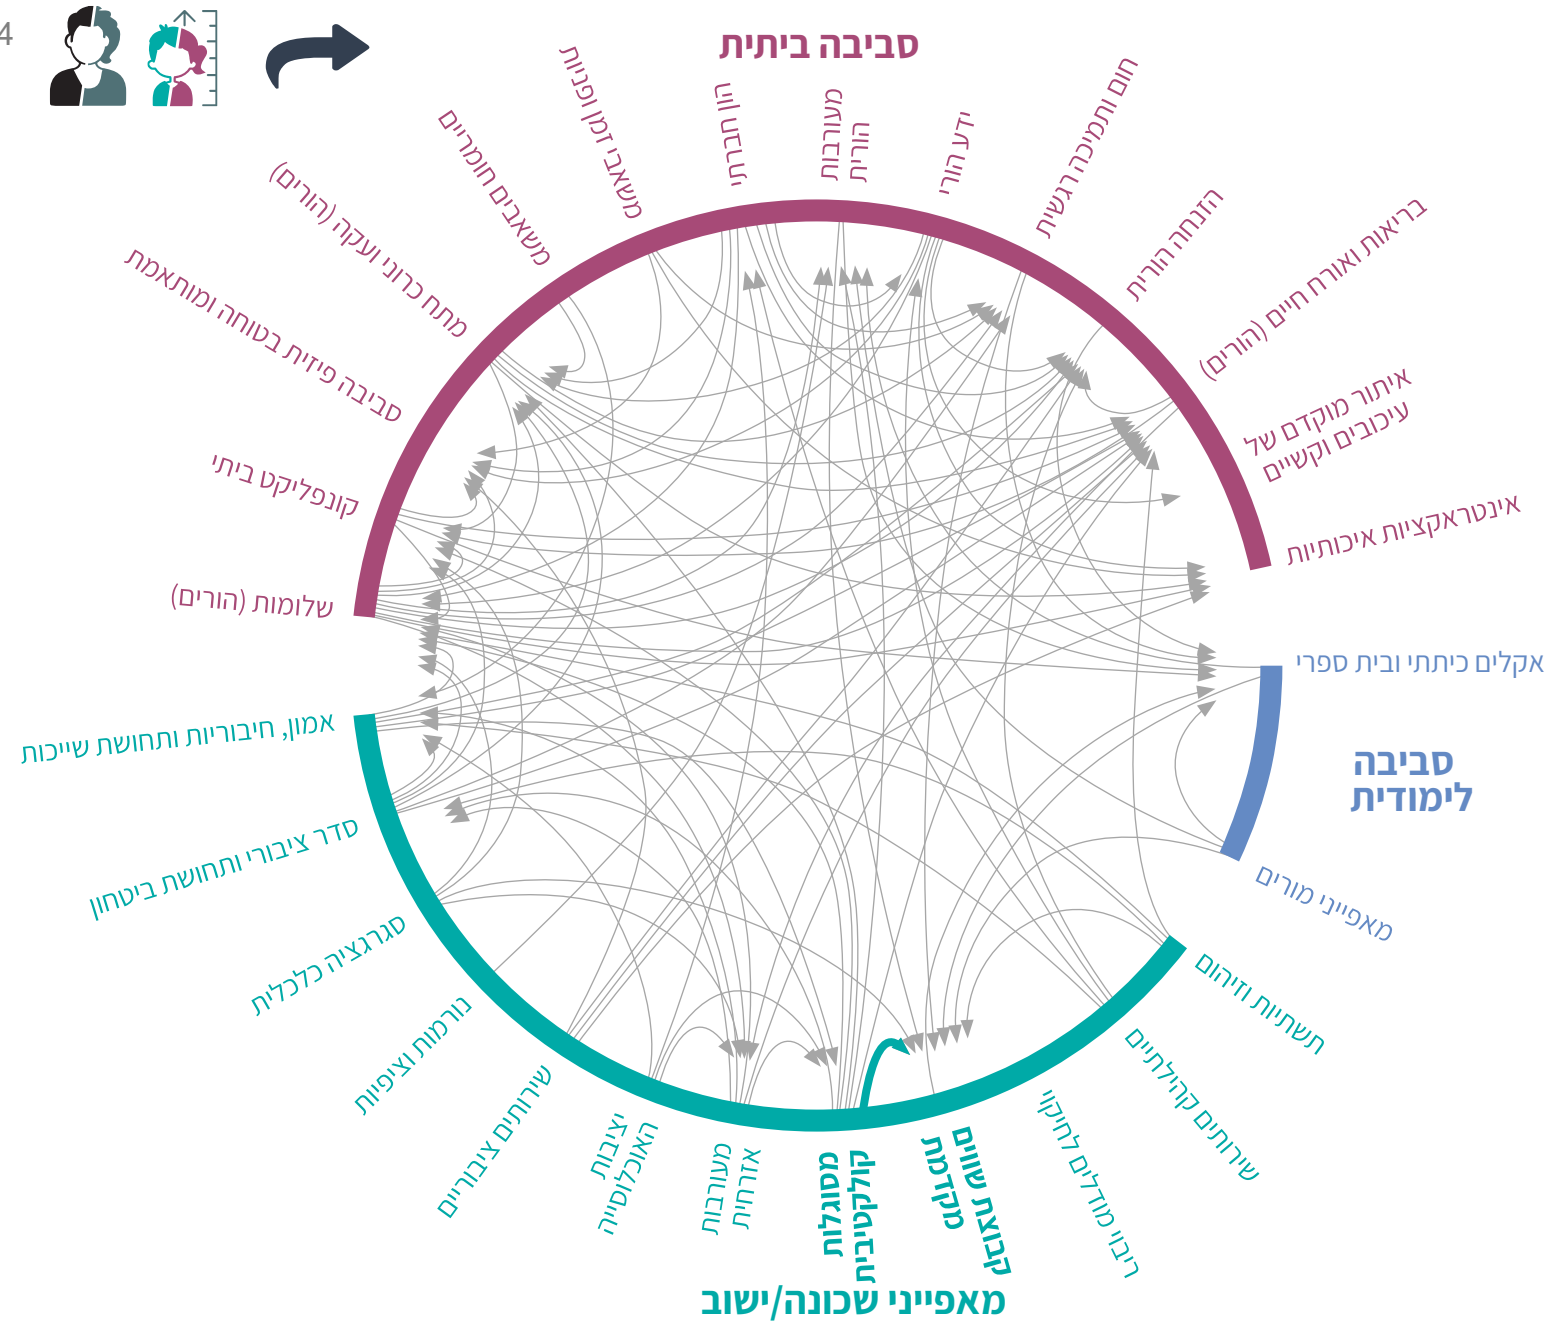 4
סביבה ביתית
שלומות (הורים)
קונפליקט ביתי
סביבה פיזית בטוחה ומותאמת
מתח כרוני ועקה (הורים)
משאבים חומריים
משאבי זמן ופניות
הון תרבותי
מעורבות
הורית
ידע הורי
חום ותמיכה רגשית
הזנחה הורית
בריאות ואורח חיים (הורים)
איתור מוקדם של
עיכובים וקשיים
אינטראקציות איכותיות
אקלים כיתתי ובית ספרי
סביבה
לימודית
מאפייני מורים
תשתיות וזיהום
שירותים קהילתיים
ריבוי מודלים לחיקוי
קבוצת שווים
מקדמת
מסוגלות
קולקטיבית
מעורבות
אזרחית
יציבות
האוכלוסייה
שירותים ציבוריים
נורמות וציפיות
סגרגציה כלכלית
סדר ציבורי ותחושת ביטחון
אמון, חיבוריות ותחושת שייכות
מאפייני שכונה/ישוב